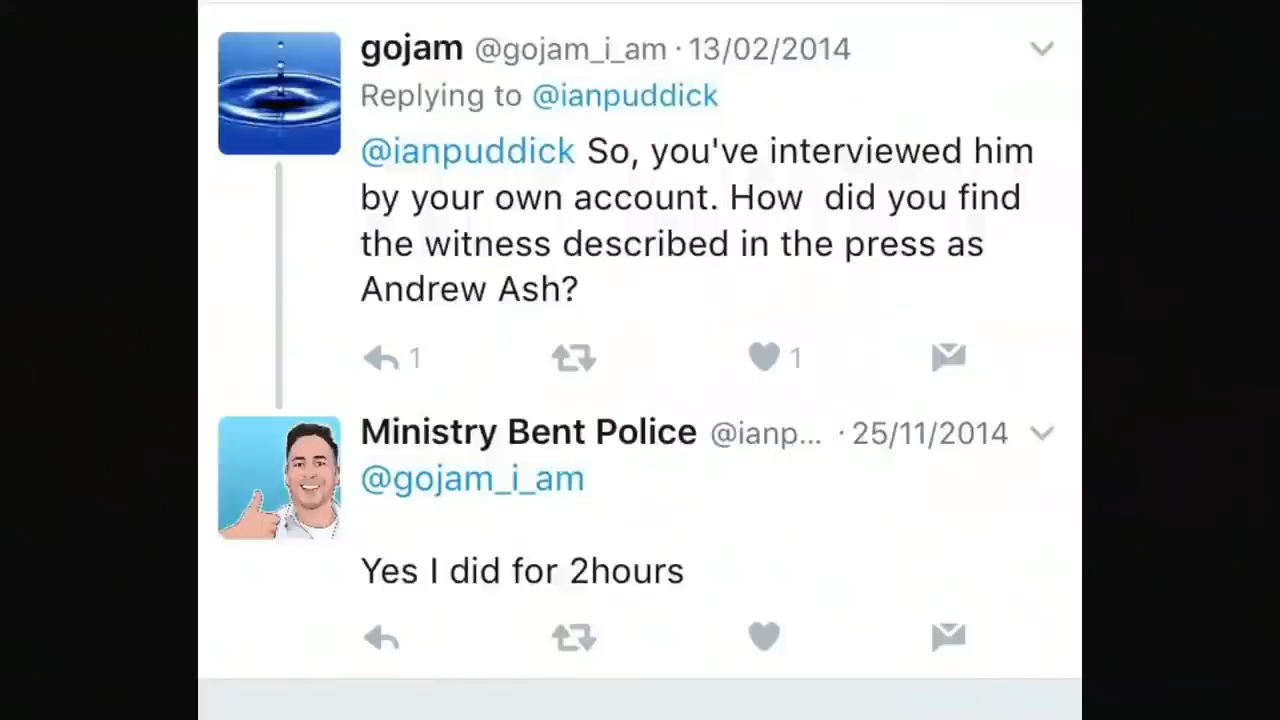 gojam @gojam_i_am · 13/02/2014
Replying to @ianpuddick
@ianpuddick So, you've interviewed him
by your own account. How  did you find
the witness described in the press as
Andrew Ash?
1 1
Ministry Bent Police @ianp... · 25/11/2014
@gojam_i_am
Yes I did for 2hours